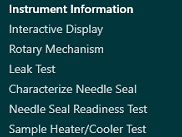 Instrument Information
Interactive Display
Rotary Mechanism
Leak Test
Characterize Needle Seal
Needle Seal Readiness Test
Sample Heater/Cooler Test